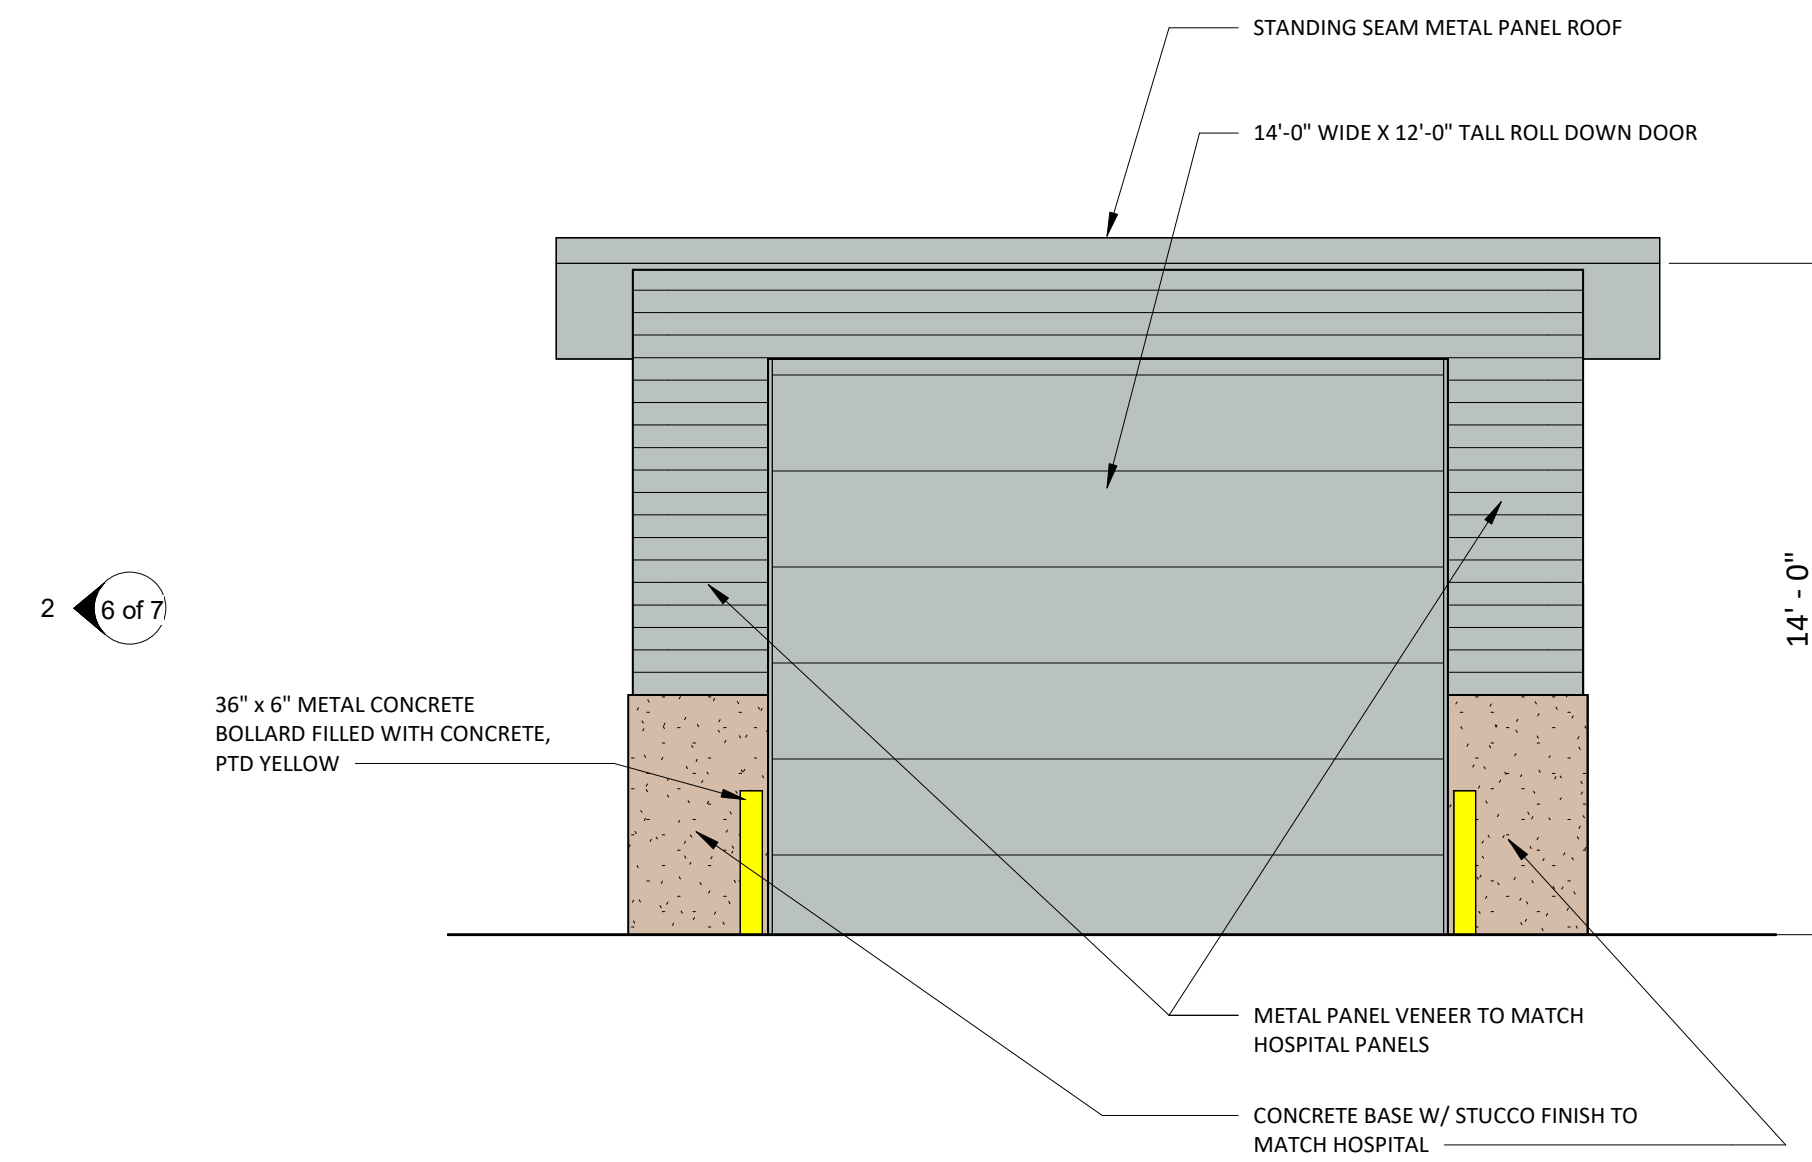 STANDING SEAM METAL PANEL ROOF
14'-0" WIDE X 12'-0" TALL ROLL DOWN DOOR
14' - 0"
2
6 of 7
36" x 6" METAL CONCRETE
BOLLARD FILLED WITH CONCRETE,
PTD YELLOW
METAL PANEL VENEER TO MATCH
HOSPITAL PANELS
CONCRETE BASE W/ STUCCO FINISH TO
MATCH HOSPITAL